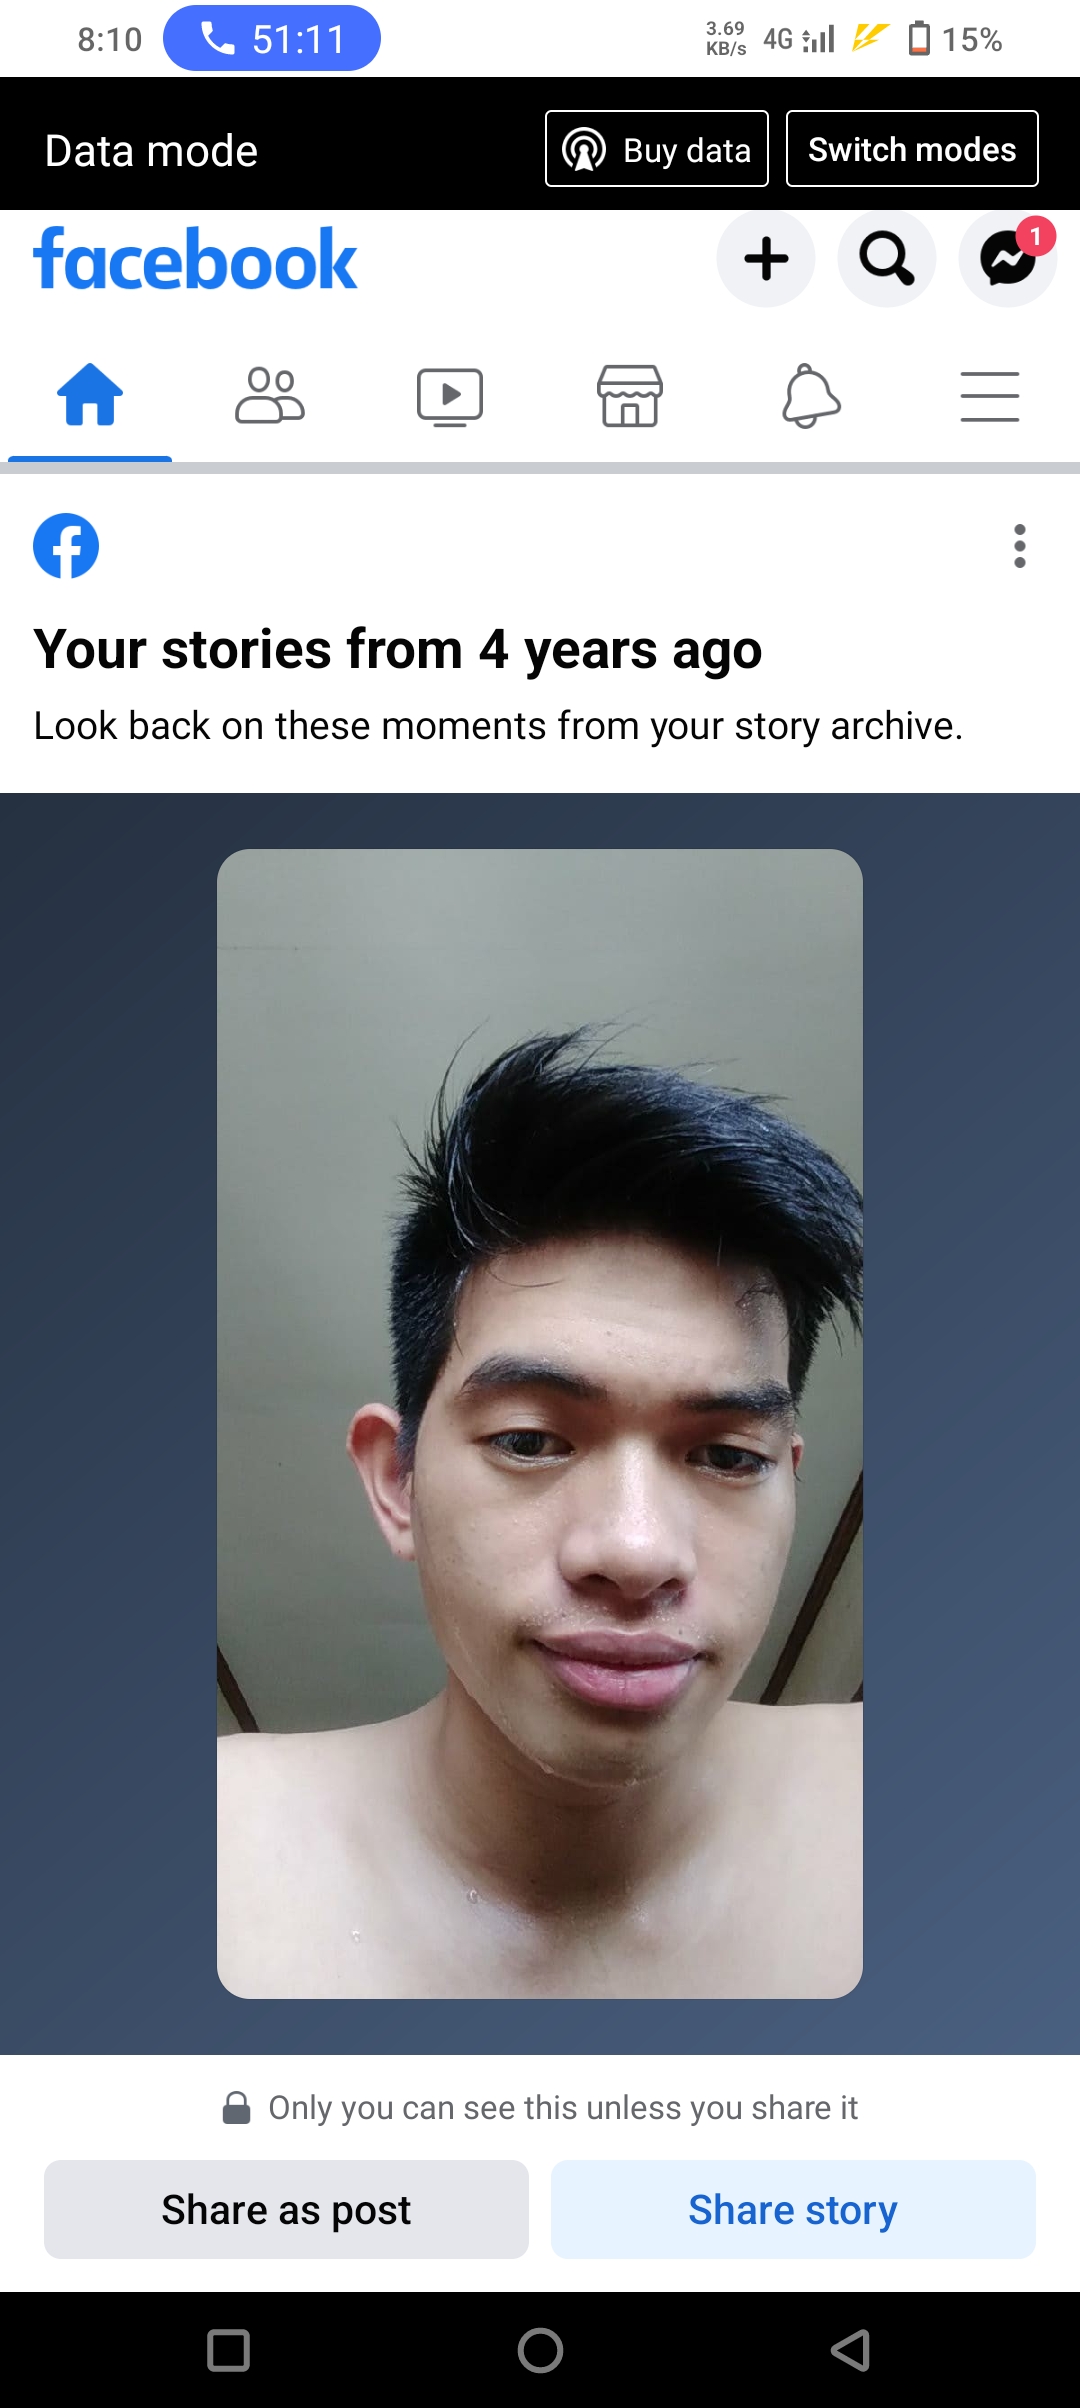 8:10 51:11 3.69 KB/s 4G 15%
Data mode Buy data Switch modes
facebook 1
Your stories from 4 years ago
Look back on these moments from your story archive.
Only you can see this unless you share it
Share as post Share story